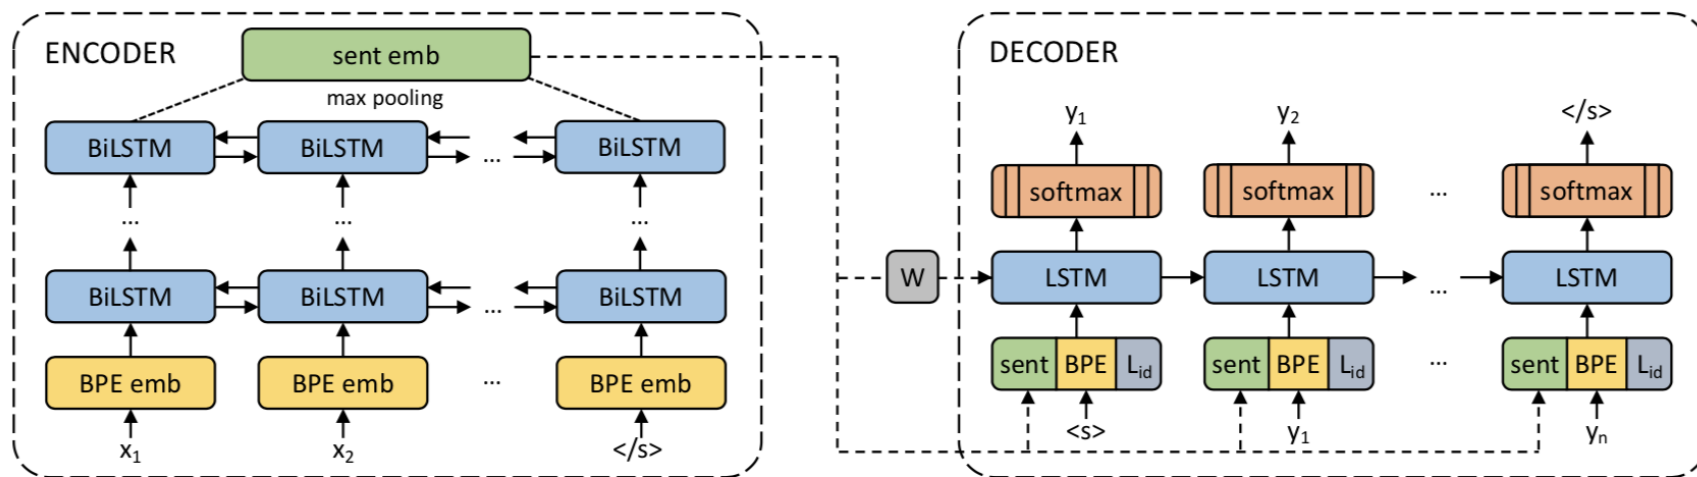 ENCODER
sent emb
max pooling
BiLSTM BiLSTM ... BiLSTM
... ... ...
BiLSTM BiLSTM ... BiLSTM
BPE emb BPE emb ... BPE emb
x1 x2 </s>
W
DECODER
y1 y2 </s>
softmax softmax ... softmax
LSTM LSTM ... LSTM
sent BPE Lid sent BPE Lid ... sent BPE Lid
<s> y1 yn